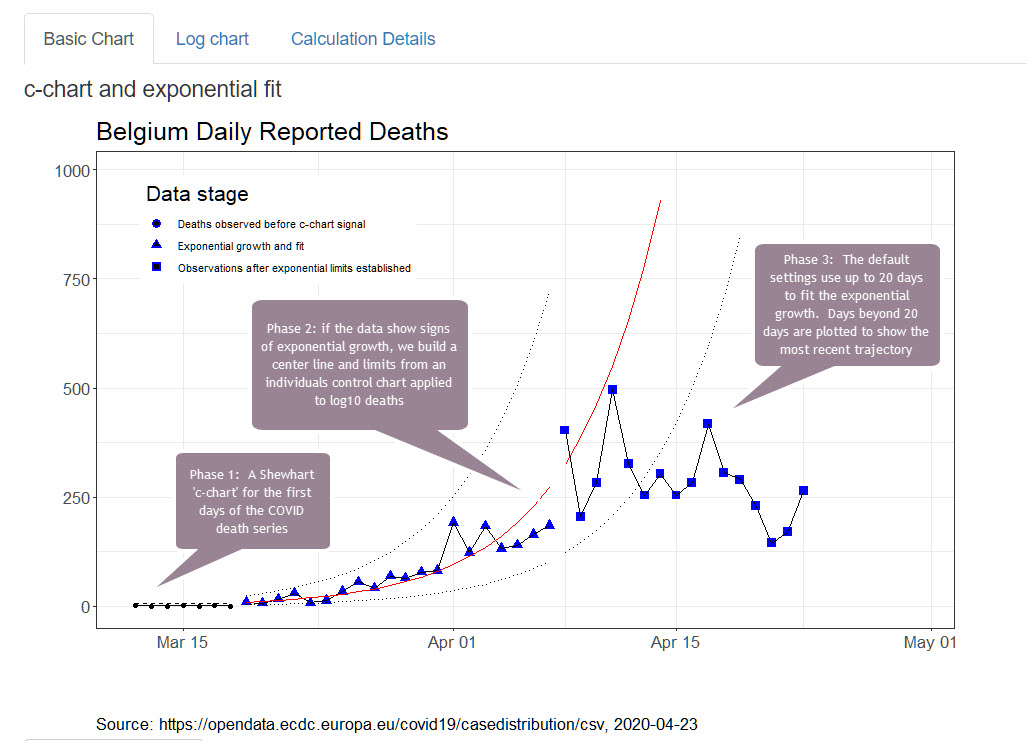 Basic Chart
Log chart
Calculation Details
c-chart and exponential fit
Belgium Daily Reported Deaths
1000
750
500
250
0
Data stage
Deaths observed before c-chart signal
Exponential growth and fit
Observations after exponential limits established
Phase 1: A Shewhart
'c-chart' for the first
days of the COVID
death series
Phase 2: if the data show signs
of exponential growth, we build a
center line and limits from an
individuals control chart applied
to log10 deaths
Phase 3: The default
settings use up to 20 days
to fit the exponential
growth. Days beyond 20
days are plotted to show the
most recent trajectory
Mar 15
Apr 01
Apr 15
May 01
Source: https://opendata.ecdc.europa.eu/covid19/casedistribution/csv, 2020-04-23